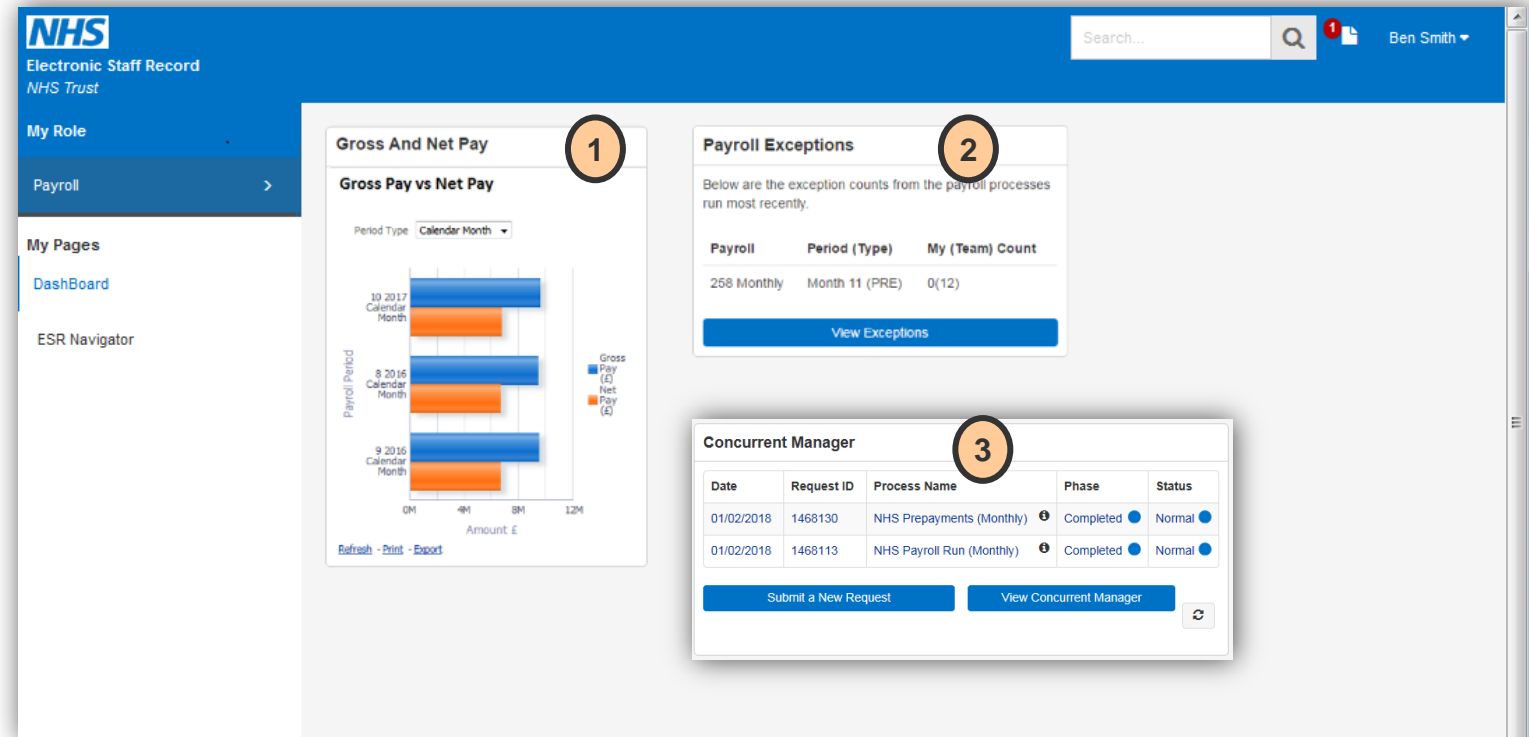 NHS
Electronic Staff Record
NHS Trust
Search...
1
Ben Smith
My Role
Payroll
My Pages
DashBoard
ESR Navigator
Gross And Net Pay
1
Gross Pay vs Net Pay
Period Type Calendar Month
10 2017
Calendar
Month
8 2016
Calendar
Month
9 2016
Calendar
Month
Payroll Period
0M 4M 8M 12M
Amount £
Gross
Pay
(£)
Net
Pay
(£)
Refresh - Print - Export
Payroll Exceptions
2
Below are the exception counts from the payroll processes
run most recently.
Payroll Period (Type) My (Team) Count
258 Monthly Month 11 (PRE) 0(12)
View Exceptions
Concurrent Manager
3
Date Request ID Process Name Phase Status
01/02/2018 1468130 NHS Prepayments (Monthly) Completed Normal
01/02/2018 1468113 NHS Payroll Run (Monthly) Completed Normal
Submit a New Request View Concurrent Manager